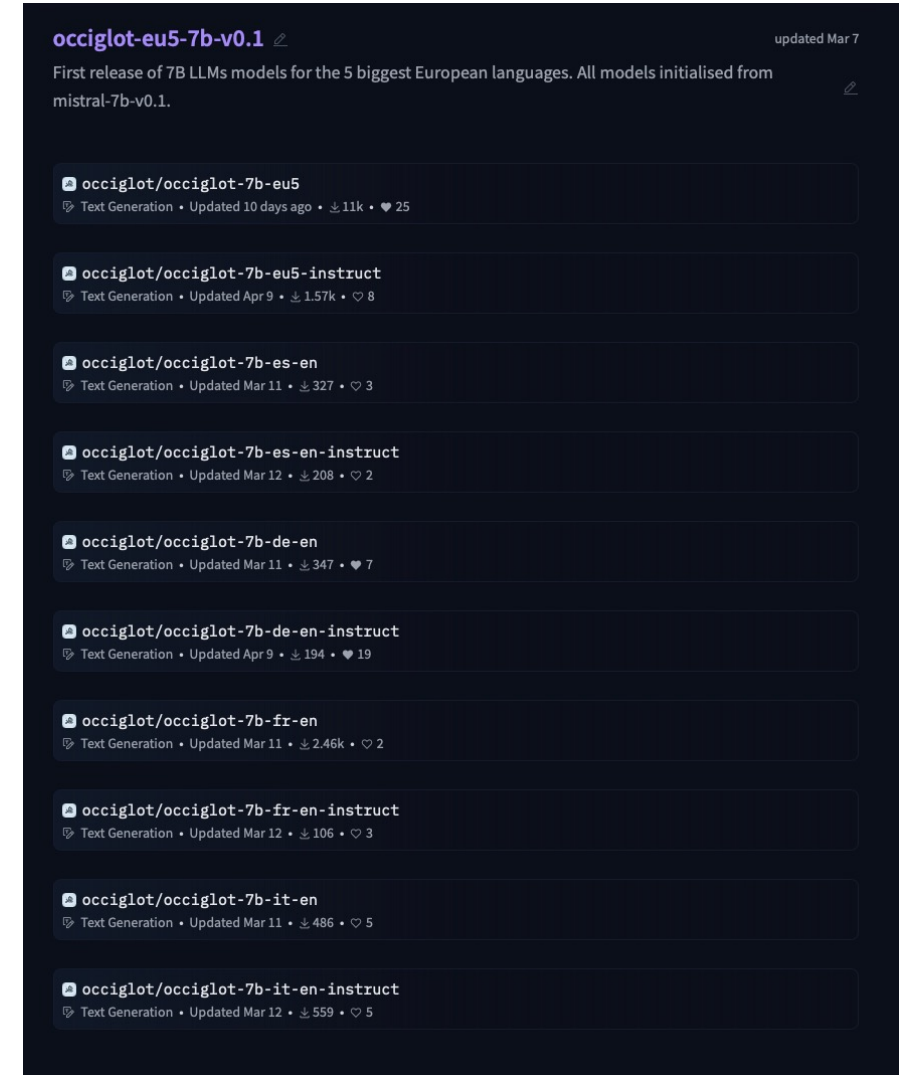 occiglot-eu5-7b-v0.1
updated Mar 7
First release of 7B LLMs models for the 5 biggest European languages. All models initialised from
mistral-7b-v0.1.
occiglot/occiglot-7b-eu5
Text Generation • Updated 10 days ago • 11k • 25
occiglot/occiglot-7b-eu5-instruct
Text Generation • Updated Apr 9 • 1.57k • 8
occiglot/occiglot-7b-es-en
Text Generation • Updated Mar 11 • 327 • 3
occiglot/occiglot-7b-es-en-instruct
Text Generation • Updated Mar 12 • 208 • 2
occiglot/occiglot-7b-de-en
Text Generation • Updated Mar 11 • 347 • 7
occiglot/occiglot-7b-de-en-instruct
Text Generation • Updated Apr 9 • 194 • 19
occiglot/occiglot-7b-fr-en
Text Generation • Updated Mar 11 • 2.46k • 2
occiglot/occiglot-7b-fr-en-instruct
Text Generation • Updated Mar 12 • 106 • 3
occiglot/occiglot-7b-it-en
Text Generation • Updated Mar 11 • 486 • 5
occiglot/occiglot-7b-it-en-instruct
Text Generation • Updated Mar 12 • 559 • 5